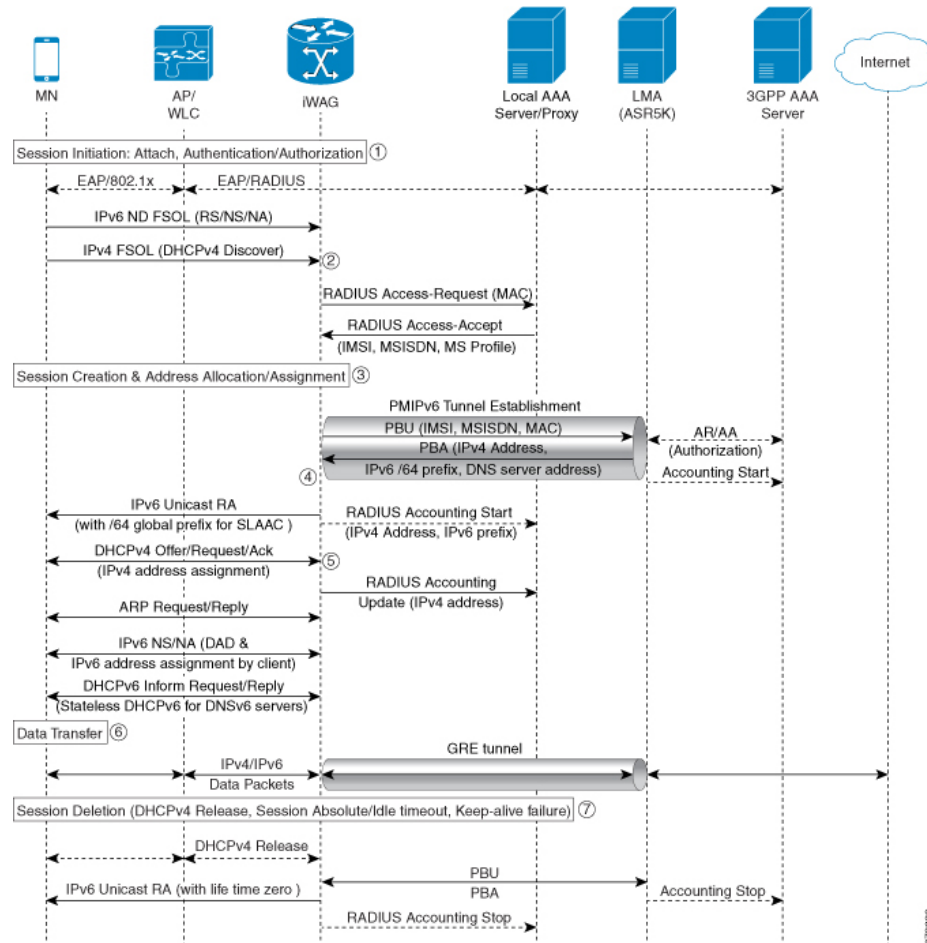 MN
AP/
WLC
iWAG
Local AAA
Server/Proxy
LMA
(ASR5K)
3GPP AAA
Server
Internet
Session Initiation: Attach, Authentication/Authorization 1
EAP/802.1x
EAP/RADIUS
IPv6 ND FSOL (RS/NS/NA)
IPv4 FSOL (DHCPv4 Discover)
2
RADIUS Access-Request (MAC)
RADIUS Access-Accept
(IMSI, MSISDN, MS Profile)
Session Creation & Address Allocation/Assignment 3
PMIPv6 Tunnel Establishment
PBU (IMSI, MSISDN, MAC)
PBA (IPv4 Address,
IPv6 /64 prefix, DNS server address)
AR/AA
(Authorization)
Accounting Start
4
IPv6 Unicast RA
(with /64 global prefix for SLAAC )
RADIUS Accounting Start
(IPv4 Address, IPv6 prefix)
DHCPv4 Offer/Request/Ack
(IPv4 address assignment)
5
RADIUS Accounting
Update (IPv4 address)
ARP Request/Reply
IPv6 NS/NA (DAD &
IPv6 address assignment by client)
DHCPv6 Inform Request/Reply
(Stateless DHCPv6 for DNSv6 servers)
Data Transfer 6
IPv4/IPv6
Data Packets
GRE tunnel
Session Deletion (DHCPv4 Release, Session Absolute/Idle timeout, Keep-alive failure) 7
DHCPv4 Release
PBU
PBA
IPv6 Unicast RA (with life time zero )
Accounting Stop
RADIUS Accounting Stop